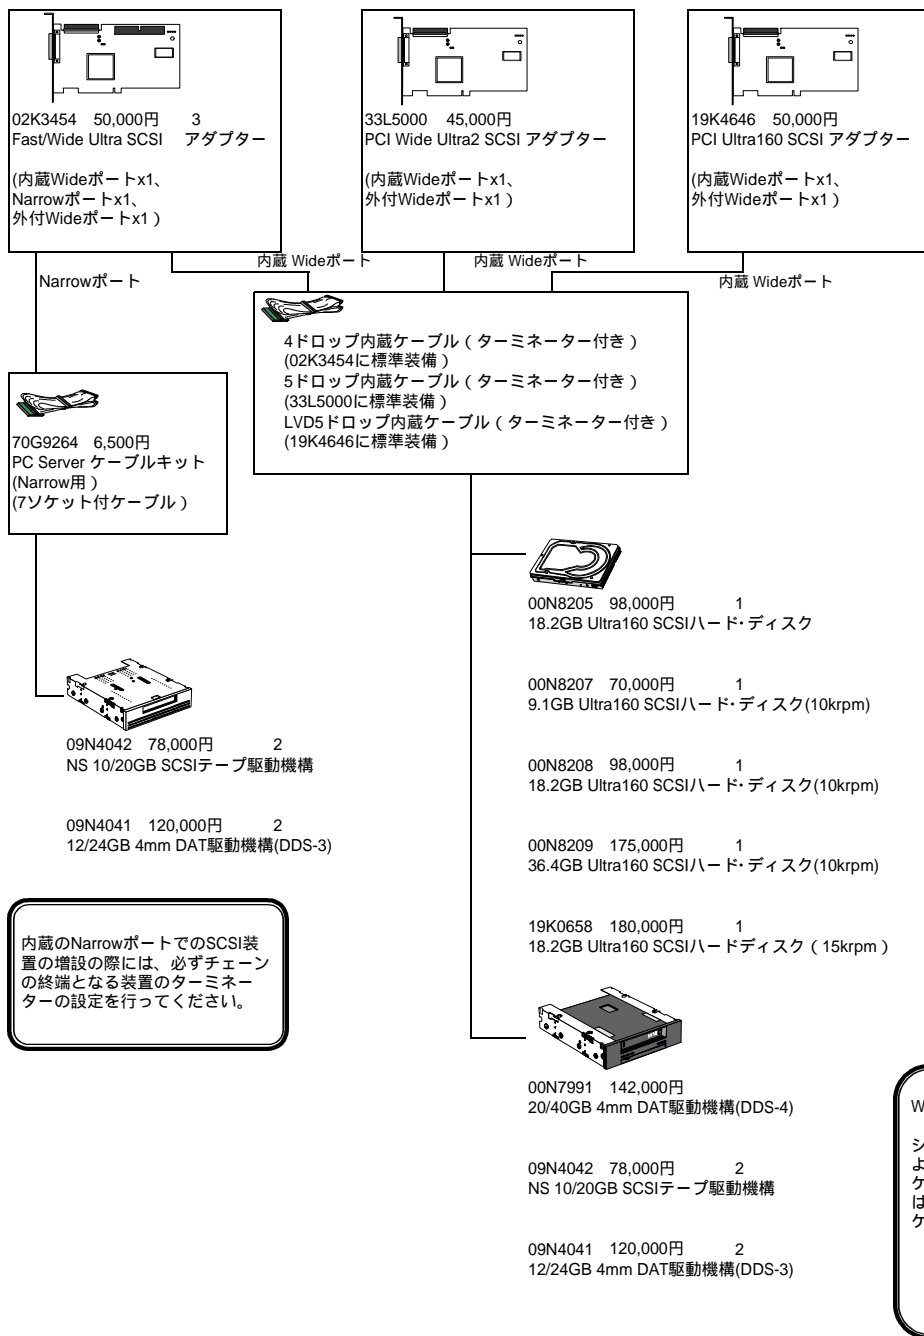 02K3454 50,000円 3
Fast/Wide Ultra SCSI アダプター
(内蔵Wideポートx1、
Narrowポートx1、
外付Wideポートx1 )
33L5000 45,000円
PCI Wide Ultra2 SCSI アダプター
(内蔵Wideポートx1、
外付Wideポートx1 )
19K4646 50,000円
PCI Ultra160 SCSI アダプター
(内蔵Wideポートx1、
外付Wideポートx1 )
Narrowポート
内蔵 Wideポート
内蔵 Wideポート
内蔵 Wideポート
4ドロップ内蔵ケーブル ( ターミネーター付き )
(02K3454に標準装備 )
5ドロップ内蔵ケーブル ( ターミネーター付き )
(33L5000に標準装備 )
LVD5ドロップ内蔵ケーブル ( ターミネーター付き )
(19K4646に標準装備 )
70G9264 6,500円
PC Server ケーブルキット
(Narrow用 )
(7ソケット付ケーブル )
00N8205 98,000円 1
18.2GB Ultra160 SCSIハード・ディスク
00N8207 70,000円 1
9.1GB Ultra160 SCSIハード・ディスク(10krpm)
00N8208 98,000円 1
18.2GB Ultra160 SCSIハード・ディスク(10krpm)
00N8209 175,000円 1
36.4GB Ultra160 SCSIハード・ディスク(10krpm)
19K0658 180,000円 1
18.2GB Ultra160 SCSIハードディスク ( 15krpm )
09N4042 78,000円 2
NS 10/20GB SCSIテープ駆動機構
09N4041 120,000円 2
12/24GB 4mm DAT駆動機構(DDS-3)
内蔵のNarrowポートでのSCSI装
置の増設の際には、必ずチェーン
の終端となる装置のターミネー
ターの設定を行ってください。
00N7991 142,000円
20/40GB 4mm DAT駆動機構(DDS-4)
09N4042 78,000円 2
NS 10/20GB SCSIテープ駆動機構
09N4041 120,000円 2
12/24GB 4mm DAT駆動機構(DDS-3)
W
シ
よ
ケ
は
ケ